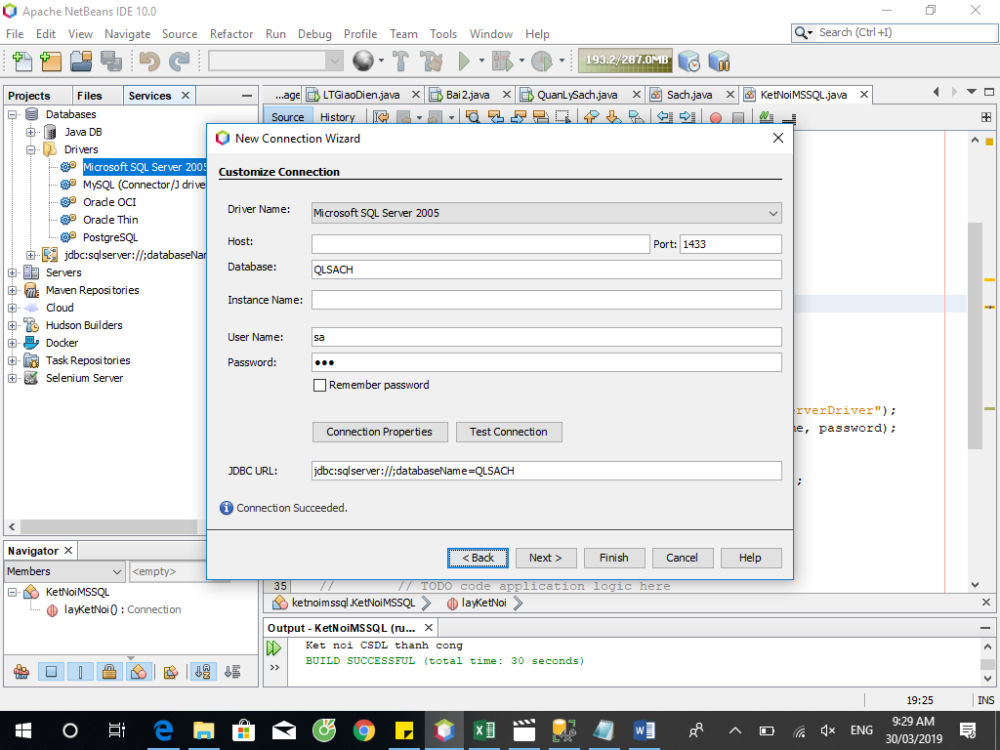 Apache NetBeans IDE 10.0
File Edit View Navigate Source Refactor Run Debug Profile Team Tools Window Help
Search (Ctrl+I)
193.2/287.0MB
Projects Files Services
...age LTGiaoDien.java Bai2.java QuanLySach.java Sach.java KetNoiMSSQL.java
Source History
Databases
Java DB
Drivers
Microsoft SQL Server 2005
MySQL (Connector/J drive
Oracle OCI
Oracle Thin
PostgreSQL
jdbc:sqlserver://;databaseNar
Servers
Maven Repositories
Cloud
Hudson Builders
Docker
Task Repositories
Selenium Server
New Connection Wizard
Customize Connection
Driver Name: Microsoft SQL Server 2005
Host: Port: 1433
Database: QLSACH
Instance Name:
User Name: sa
Password: ●●●
Remember password
Connection Properties Test Connection
JDBC URL: jdbc:sqlserver://;databaseName=QLSACH
Connection Succeeded.
< Back Next > Finish Cancel Help
erverDriver");
me, password);
;
35 // // TODO code application logic here
ketnoimssql.KetNoiMSSQL layKetNoi
Navigator
Members <empty>
KetNoiMSSQL
layKetNoi() : Connection
Output - KetNoiMSSQL (ru...
Ket noi CSDL thanh cong
BUILD SUCCESSFUL (total time: 30 seconds)
19:25 INS
ENG
9:29 AM
30/03/2019